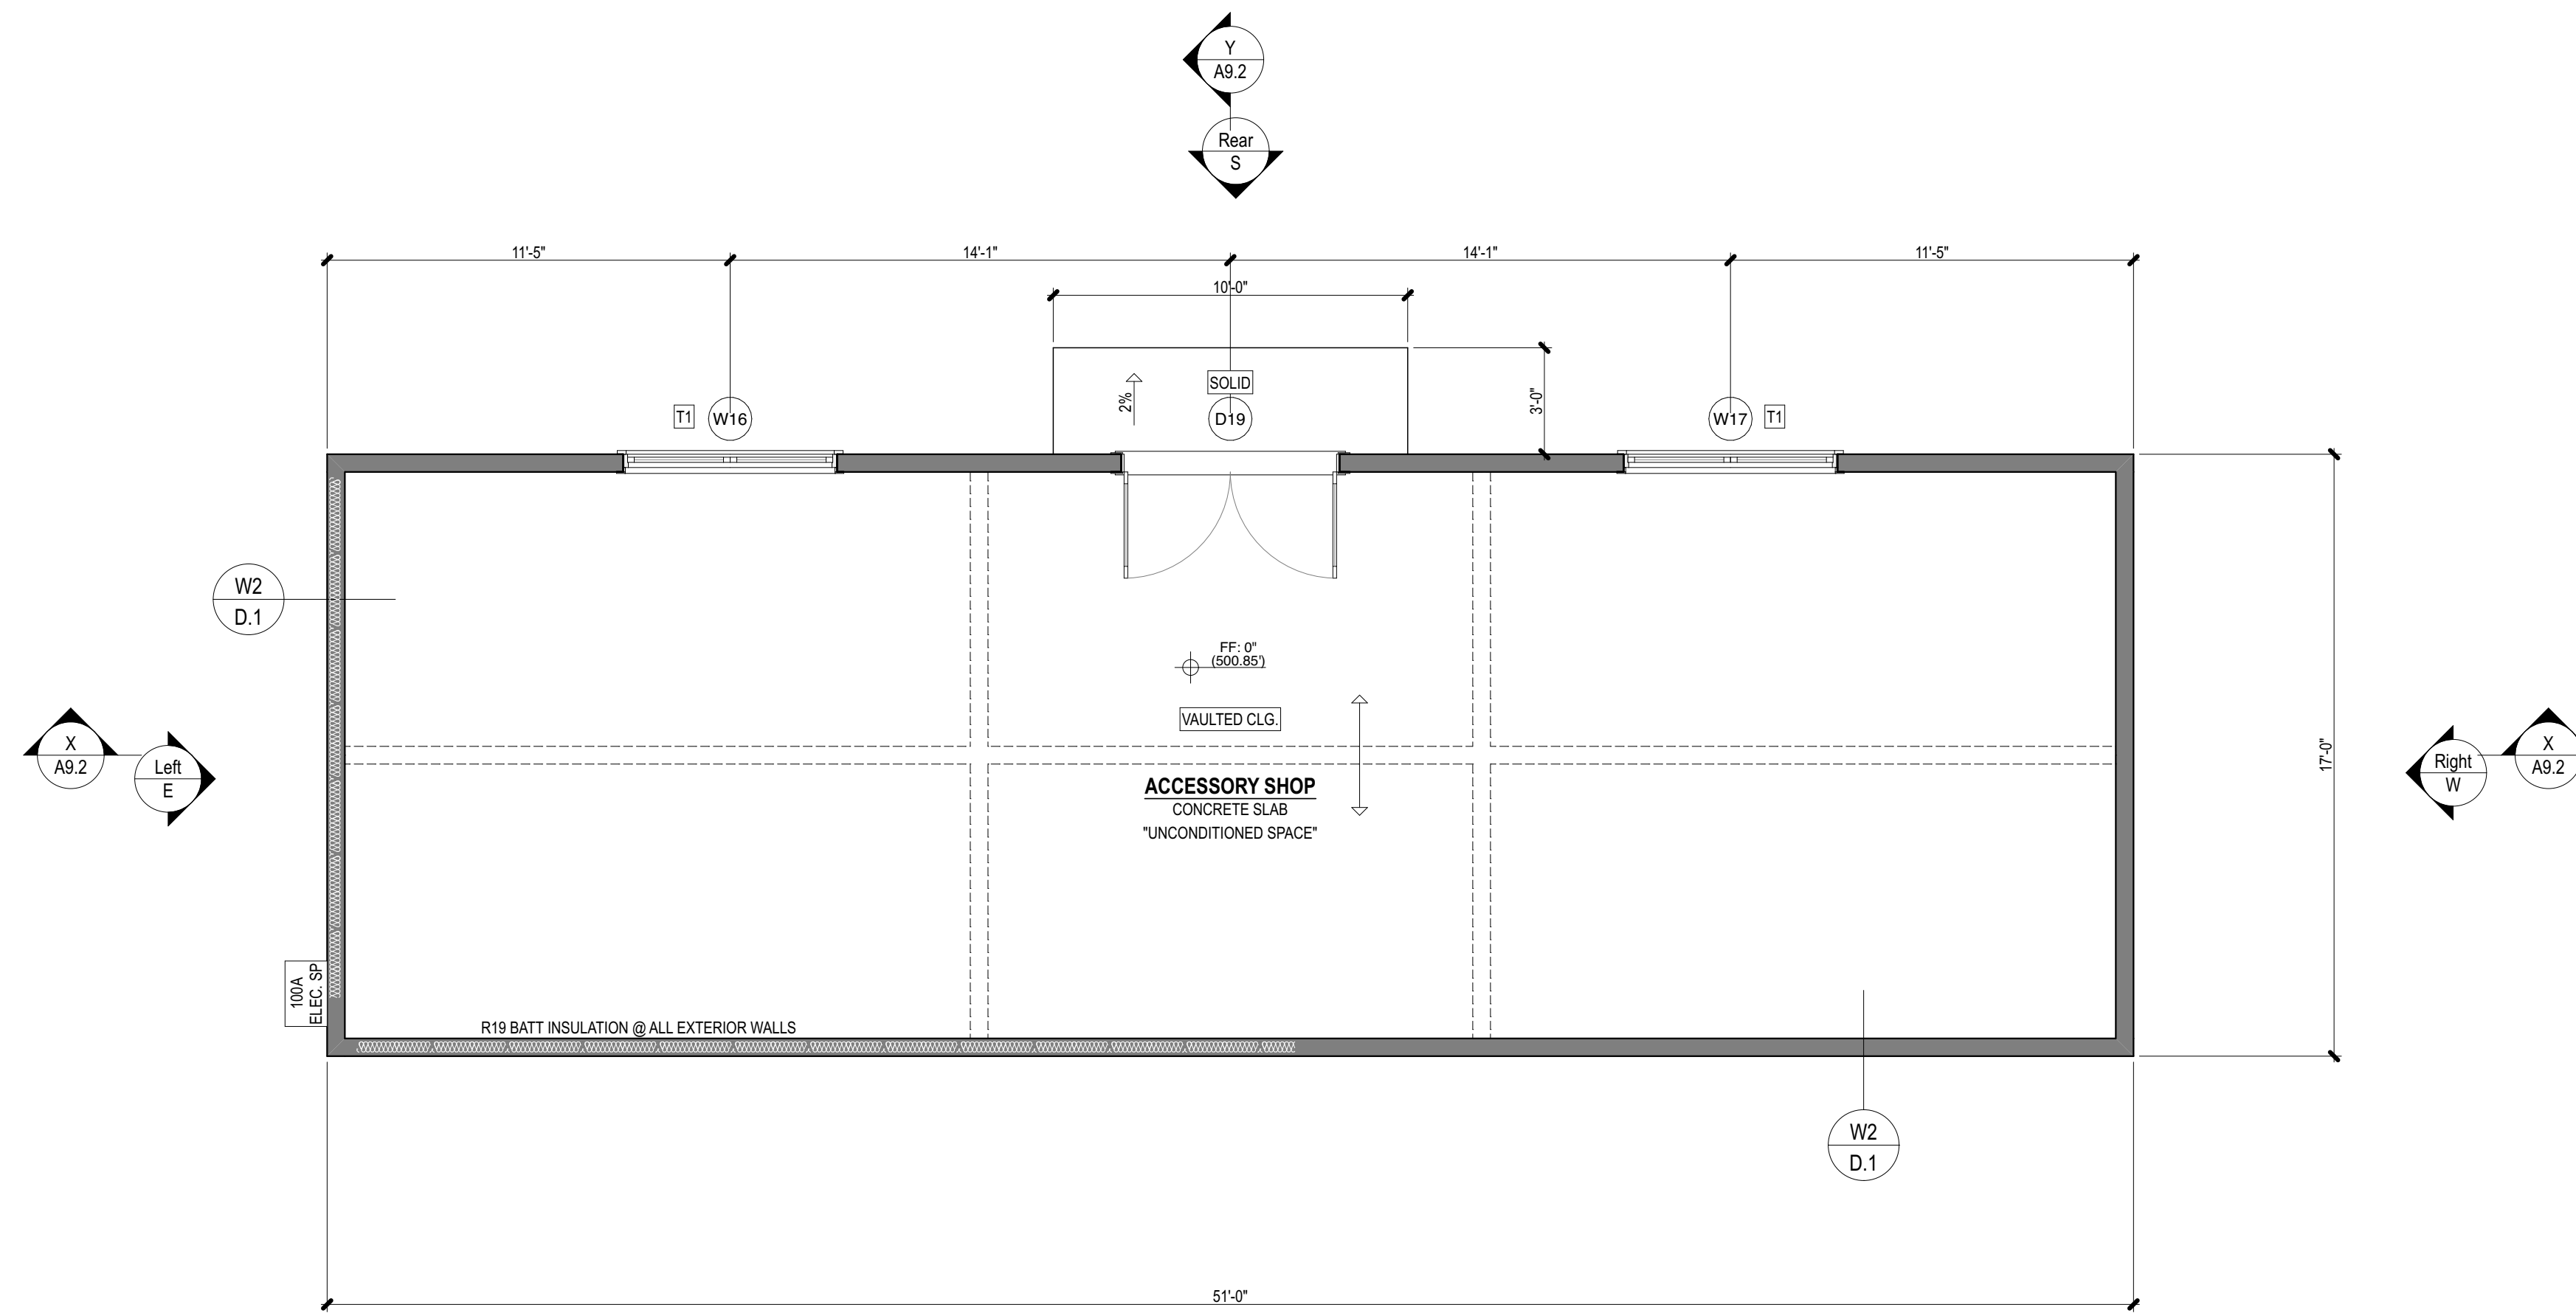 Y
A9.2
Rear
S
11'-5"
14'-1"
14'-1"
11'-5"
10'-0"
3'-0"
2%
SOLID
D19
T1
W16
W17
T1
W2
D.1
FF: 0"
(500.85')
VAULTED CLG.
X
A9.2
Left
E
ACCESSORY SHOP
CONCRETE SLAB
"UNCONDITIONED SPACE"
17'-0"
Right
W
X
A9.2
100A
ELEC. SP
R19 BATT INSULATION @ ALL EXTERIOR WALLS
W2
D.1
51'-0"